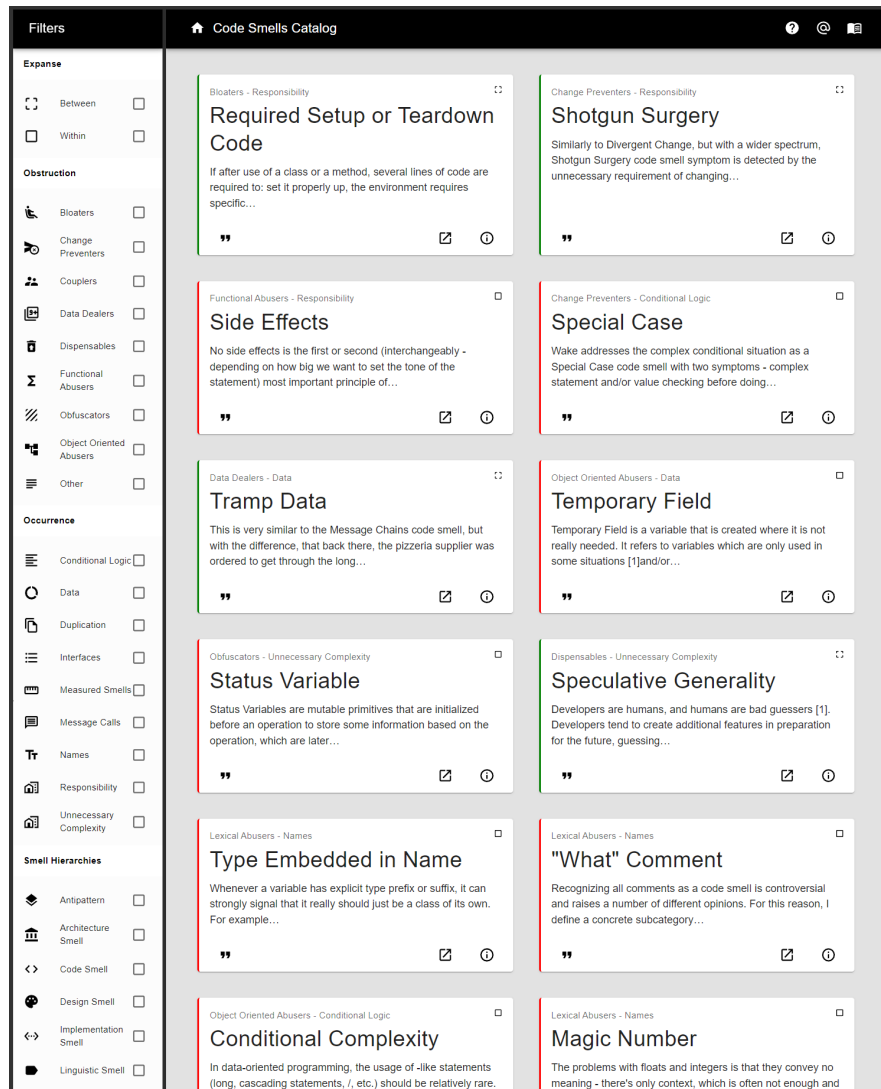 Filters
Code Smells Catalog
Expanse
Between
Within
Obstruction
Bloaters
Change
Preventers
Couplers
Data Dealers
Dispensables
Functional
Abusers
Obfuscators
Object Oriented
Abusers
Other
Occurrence
Conditional Logic
Data
Duplication
Interfaces
Measured Smells
Message Calls
Names
Responsibility
Unnecessary
Complexity
Smell Hierarchies
Antipattern
Architecture
Smell
Code Smell
Design Smell
Implementation
Smell
Linguistic Smell
Bloaters - Responsibility
Required Setup or Teardown
Code
If after use of a class or a method, several lines of code are
required to: set it properly up, the environment requires
specific…
Change Preventers - Responsibility
Shotgun Surgery
Similarly to Divergent Change, but with a wider spectrum,
Shotgun Surgery code smell symptom is detected by the
unnecessary requirement of changing…
Functional Abusers - Responsibility
Side Effects
No side effects is the first or second (interchangeably -
depending on how big we want to set the tone of the
statement) most important principle of…
Change Preventers - Conditional Logic
Special Case
Wake addresses the complex conditional situation as a
Special Case code smell with two symptoms - complex
statement and/or value checking before doing…
Data Dealers - Data
Tramp Data
This is very similar to the Message Chains code smell, but
with the difference, that back there, the pizzeria supplier was
ordered to get through the long…
Object Oriented Abusers - Data
Temporary Field
Temporary Field is a variable that is created where it is not
really needed. It refers to variables which are only used in
some situations [1]and/or…
Obfuscators - Unnecessary Complexity
Status Variable
Status Variables are mutable primitives that are initialized
before an operation to store some information based on the
operation, which are later…
Dispensables - Unnecessary Complexity
Speculative Generality
Developers are humans, and humans are bad guessers [1].
Developers tend to create additional features in preparation
for the future, guessing…
Lexical Abusers - Names
Type Embedded in Name
Whenever a variable has explicit type prefix or suffix, it can
strongly signal that it really should just be a class of its own.
For example…
Lexical Abusers - Names
"What" Comment
Recognizing all comments as a code smell is controversial
and raises a number of different opinions. For this reason, I
define a concrete subcategory…
Object Oriented Abusers - Conditional Logic
Conditional Complexity
In data-oriented programming, the usage of -like statements
(long, cascading statements, /, etc.) should be relatively rare.
Lexical Abusers - Names
Magic Number
The problems with floats and integers is that they convey no
meaning - there's only context, which is often not enough and